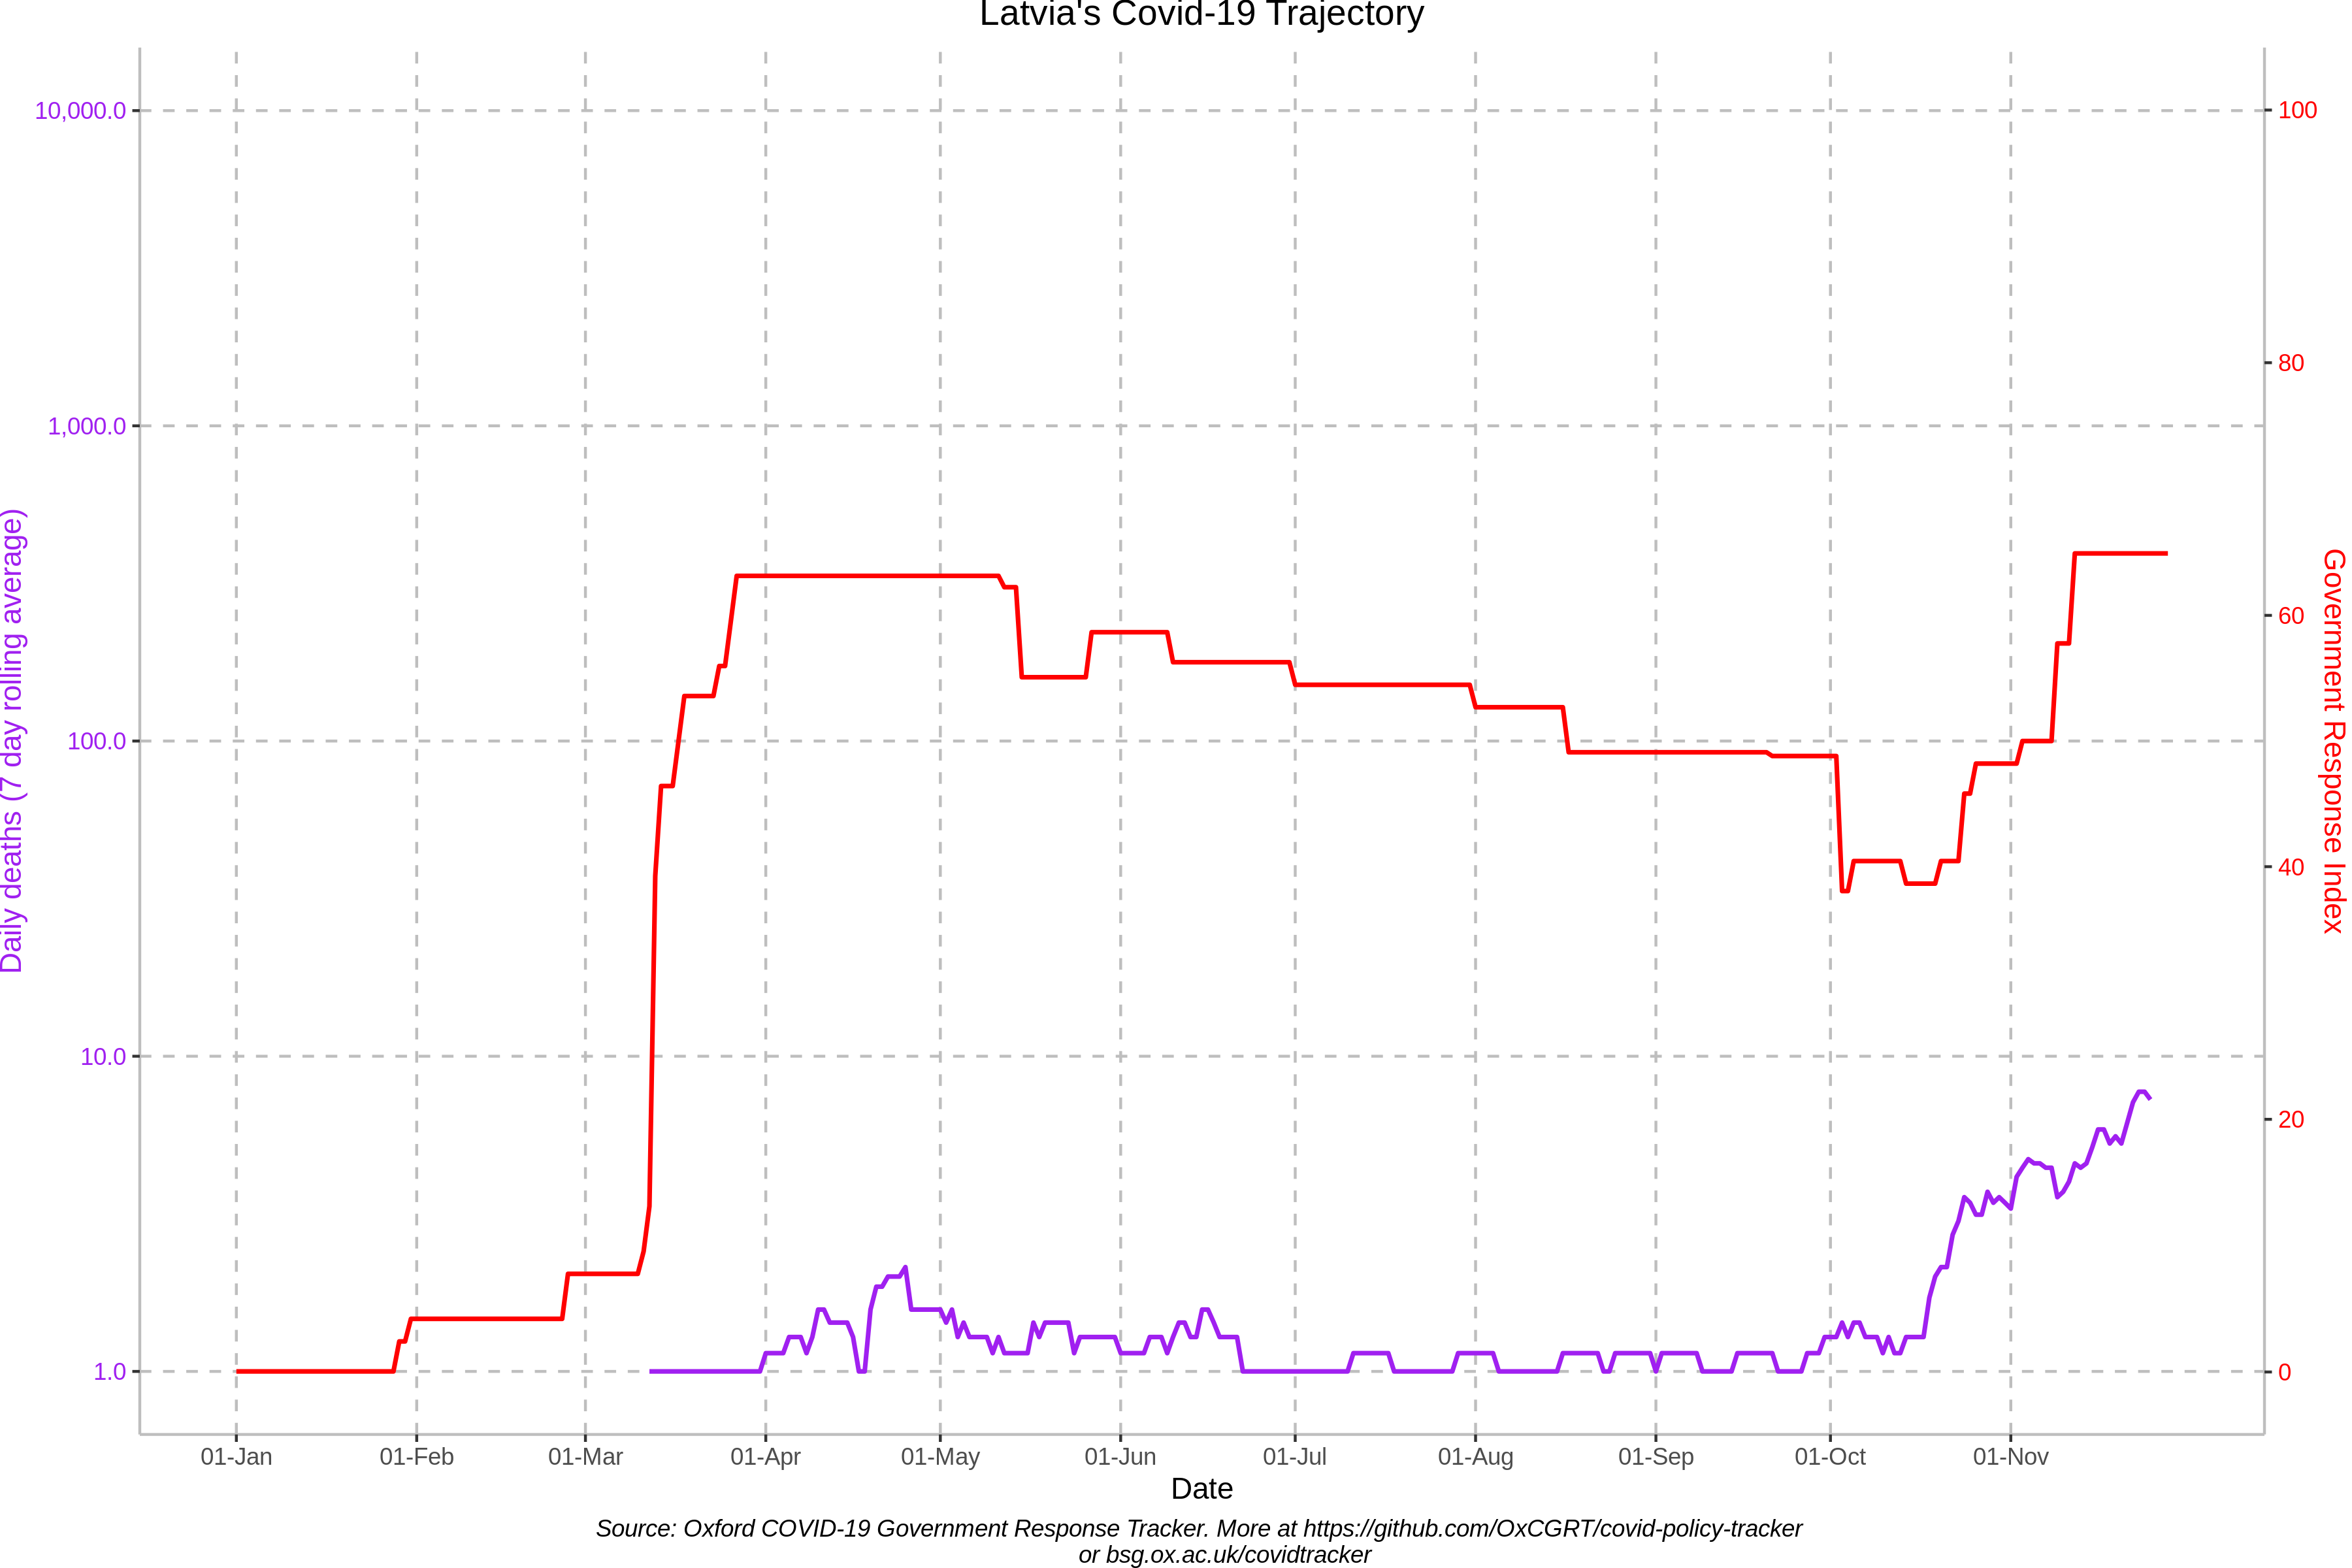 Latvia's Covid-19 Trajectory
10,000.0
1,000.0
100.0
10.0
1.0
Daily deaths (7 day rolling average)
100
80
60
40
20
0
Government Response Index
01-Jan
01-Feb
01-Mar
01-Apr
01-May
01-Jun
01-Jul
01-Aug
01-Sep
01-Oct
01-Nov
Date
Source: Oxford COVID-19 Government Response Tracker. More at https://github.com/OxCGRT/covid-policy-tracker
or bsg.ox.ac.uk/covidtracker